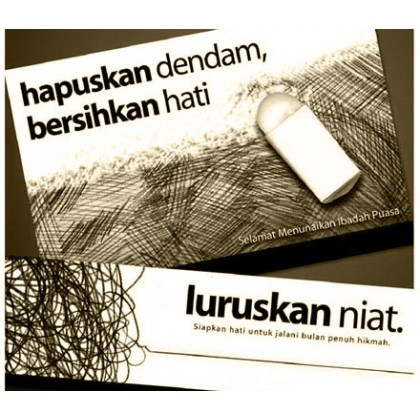 hapuskan dendam,
bersihkan hati
Selamat Menunaikan Ibadah Puasa
luruskan niat.
Siapkan hati untuk jalani bulan penuh hikmah.